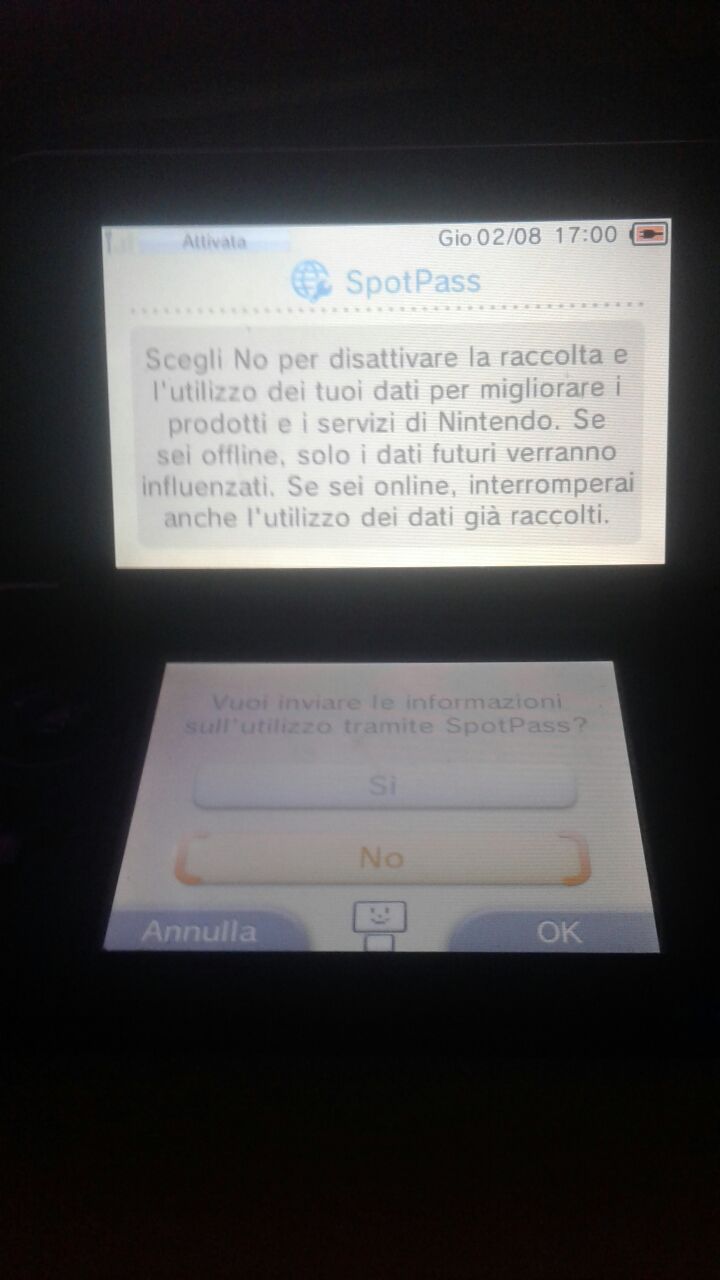 Attivata
Gio 02/08 17:00
SpotPass
Scegli No per disattivare la raccolta e
l'utilizzo dei tuoi dati per migliorare i
prodotti e i servizi di Nintendo. Se
sei offline, solo i dati futuri verranno
influenzati. Se sei online, interromperai
anche l'utilizzo dei dati già raccolti.
Vuoi inviare le informazioni
sull'utilizzo tramite SpotPass?
Sì
No
Annulla
OK